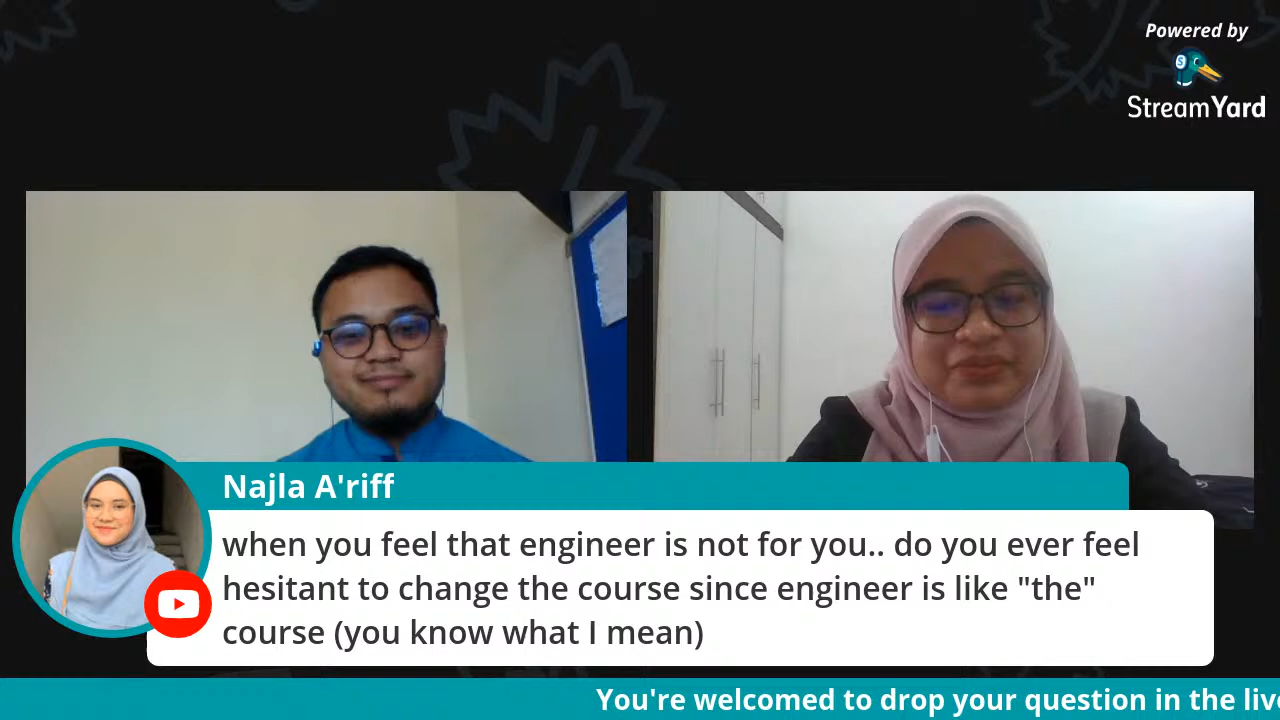 Powered by
StreamYard
Najla A'riff
when you feel that engineer is not for you.. do you ever feel
hesitant to change the course since engineer is like "the"
course (you know what I mean)
You're welcomed to drop your question in the live